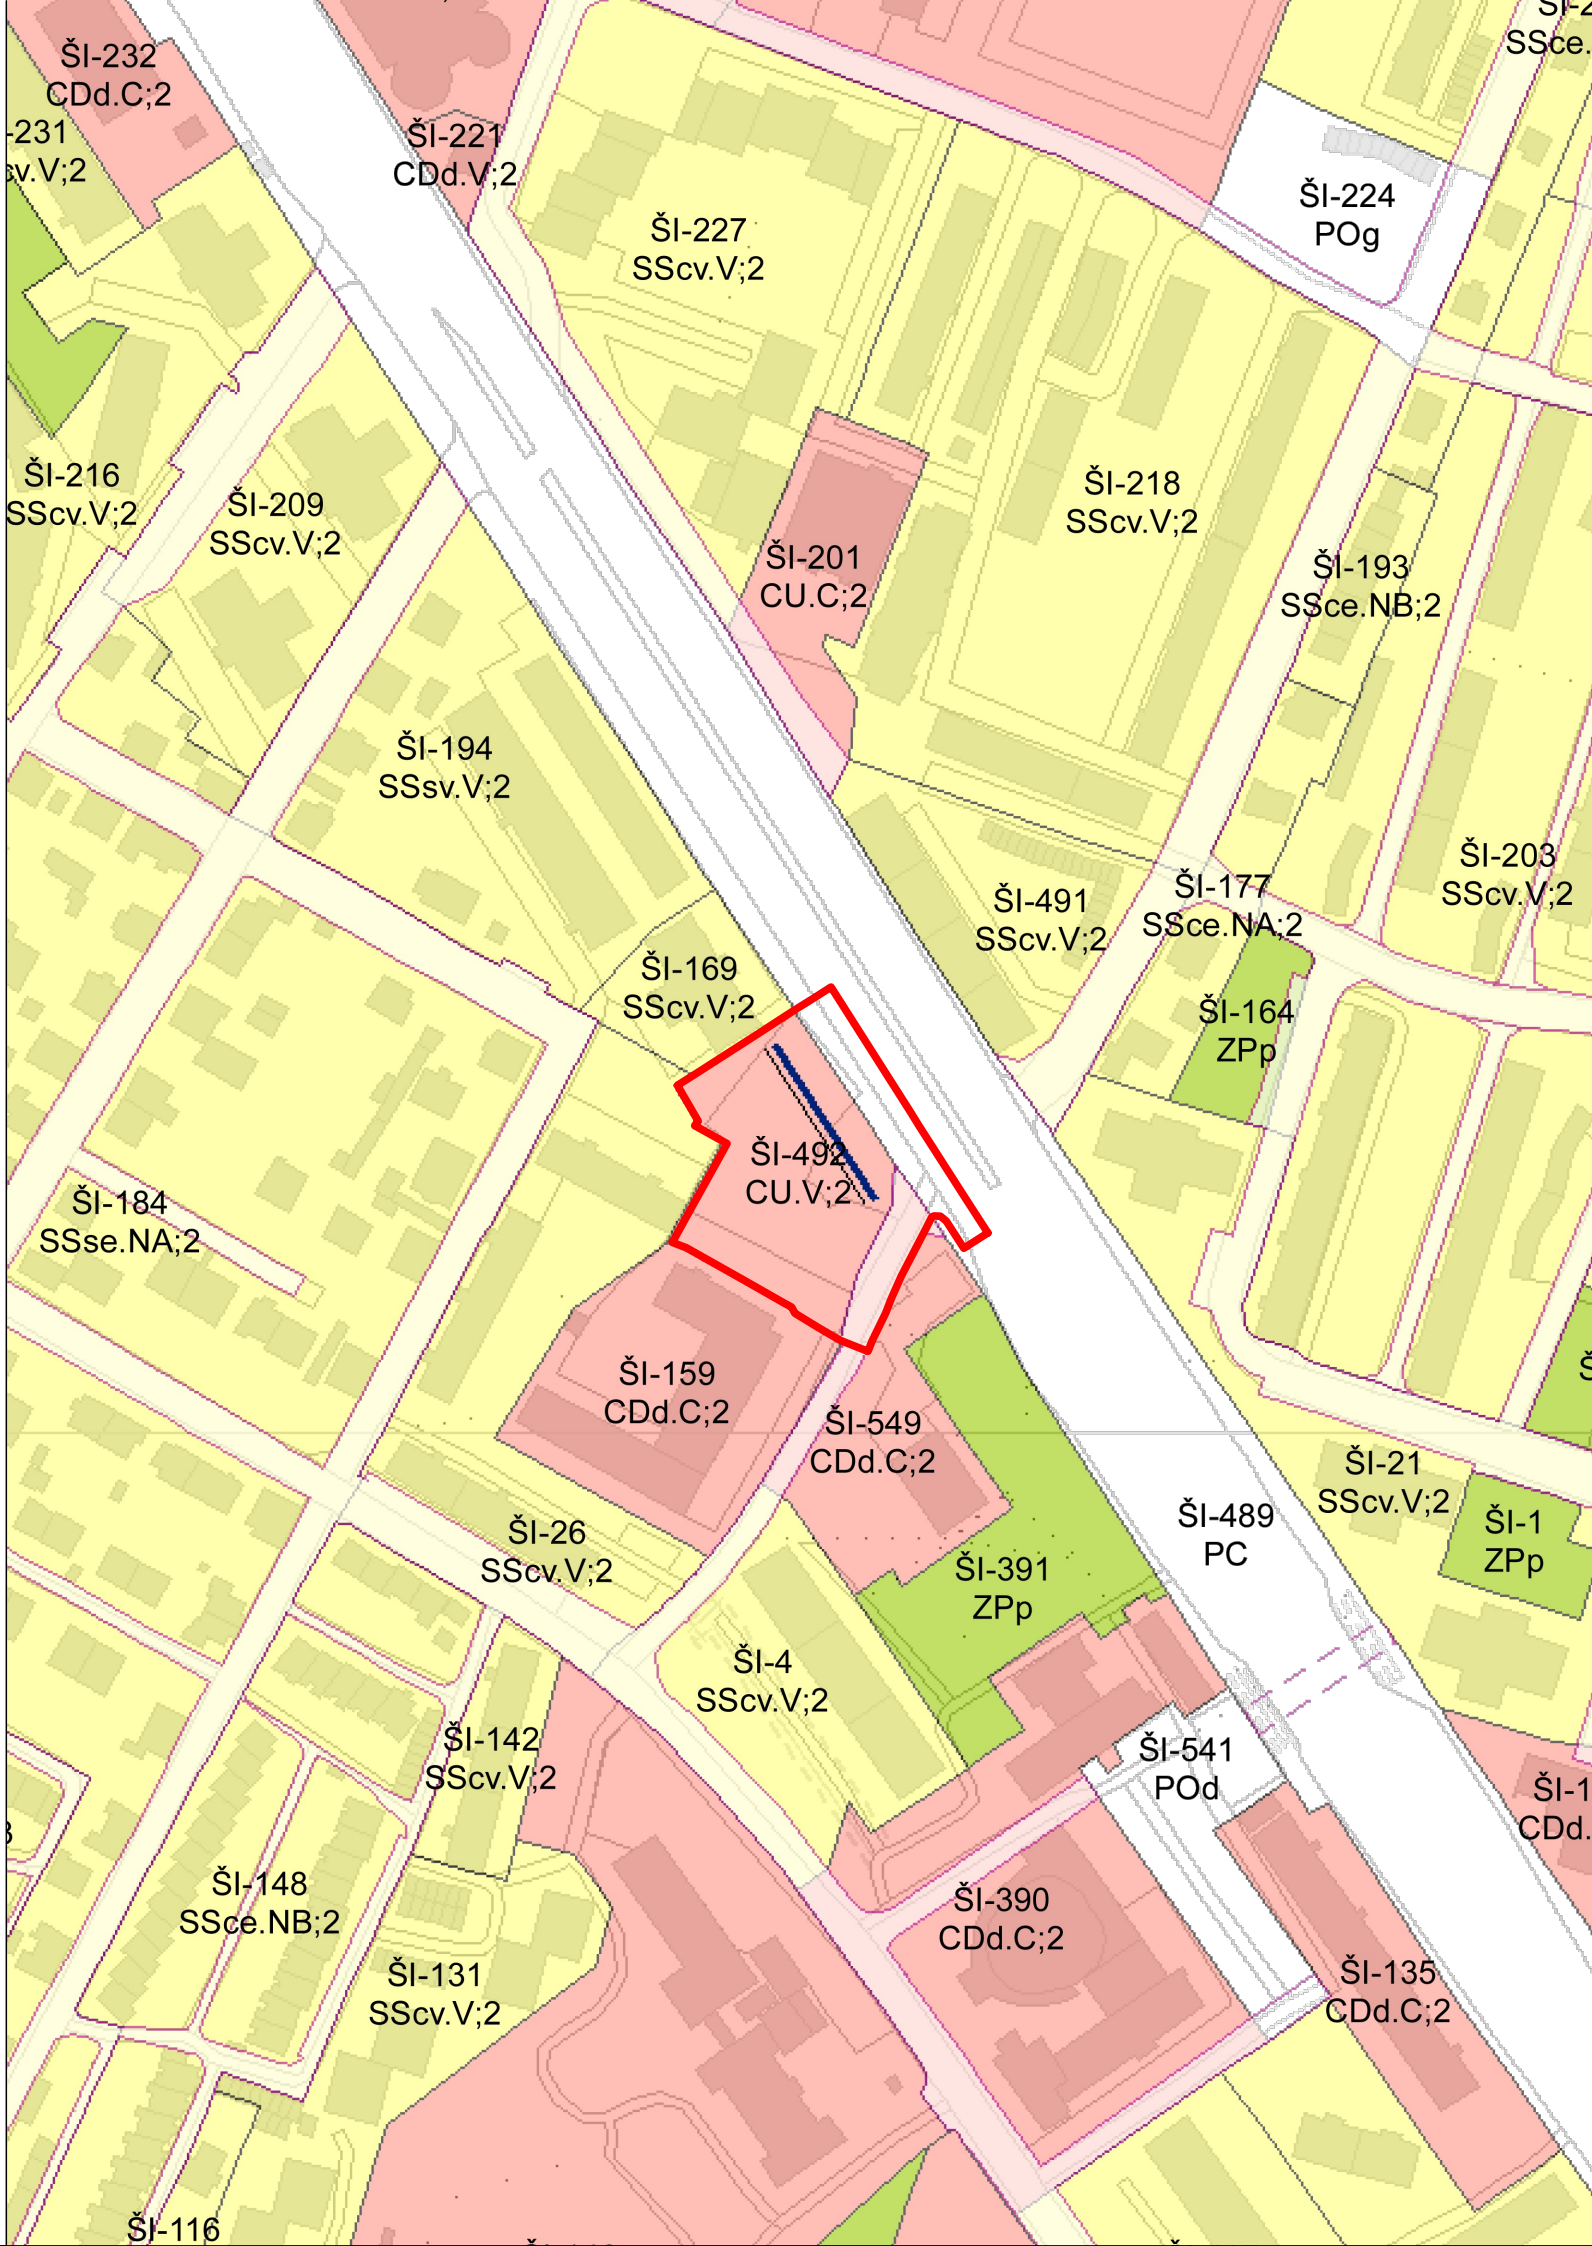 ŠI-232
CDd.C;2
-231
cv.V;2
ŠI-221
CDd.V;2
ŠI-2
SSce.
ŠI-227
SScv.V;2
ŠI-224
POg
ŠI-216
SScv.V;2
ŠI-209
SScv.V;2
ŠI-218
SScv.V;2
ŠI-201
CU.C;2
ŠI-193
SSce.NB;2
ŠI-194
SSsv.V;2
ŠI-203
SScv.V;2
ŠI-491
SScv.V;2
ŠI-177
SSce.NA;2
ŠI-169
SScv.V;2
ŠI-164
ZPp
ŠI-492
CU.V;2
ŠI-184
SSse.NA;2
ŠI-159
CDd.C;2
ŠI-549
CDd.C;2
Š
ŠI-21
SScv.V;2
ŠI-489
PC
ŠI-1
ZPp
ŠI-26
SScv.V;2
ŠI-391
ZPp
ŠI-4
SScv.V;2
ŠI-142
SScv.V;2
ŠI-541
POd
ŠI-1
CDd.
ŠI-148
SSce.NB;2
ŠI-390
CDd.C;2
ŠI-131
SScv.V;2
ŠI-135
CDd.C;2
ŠI-116